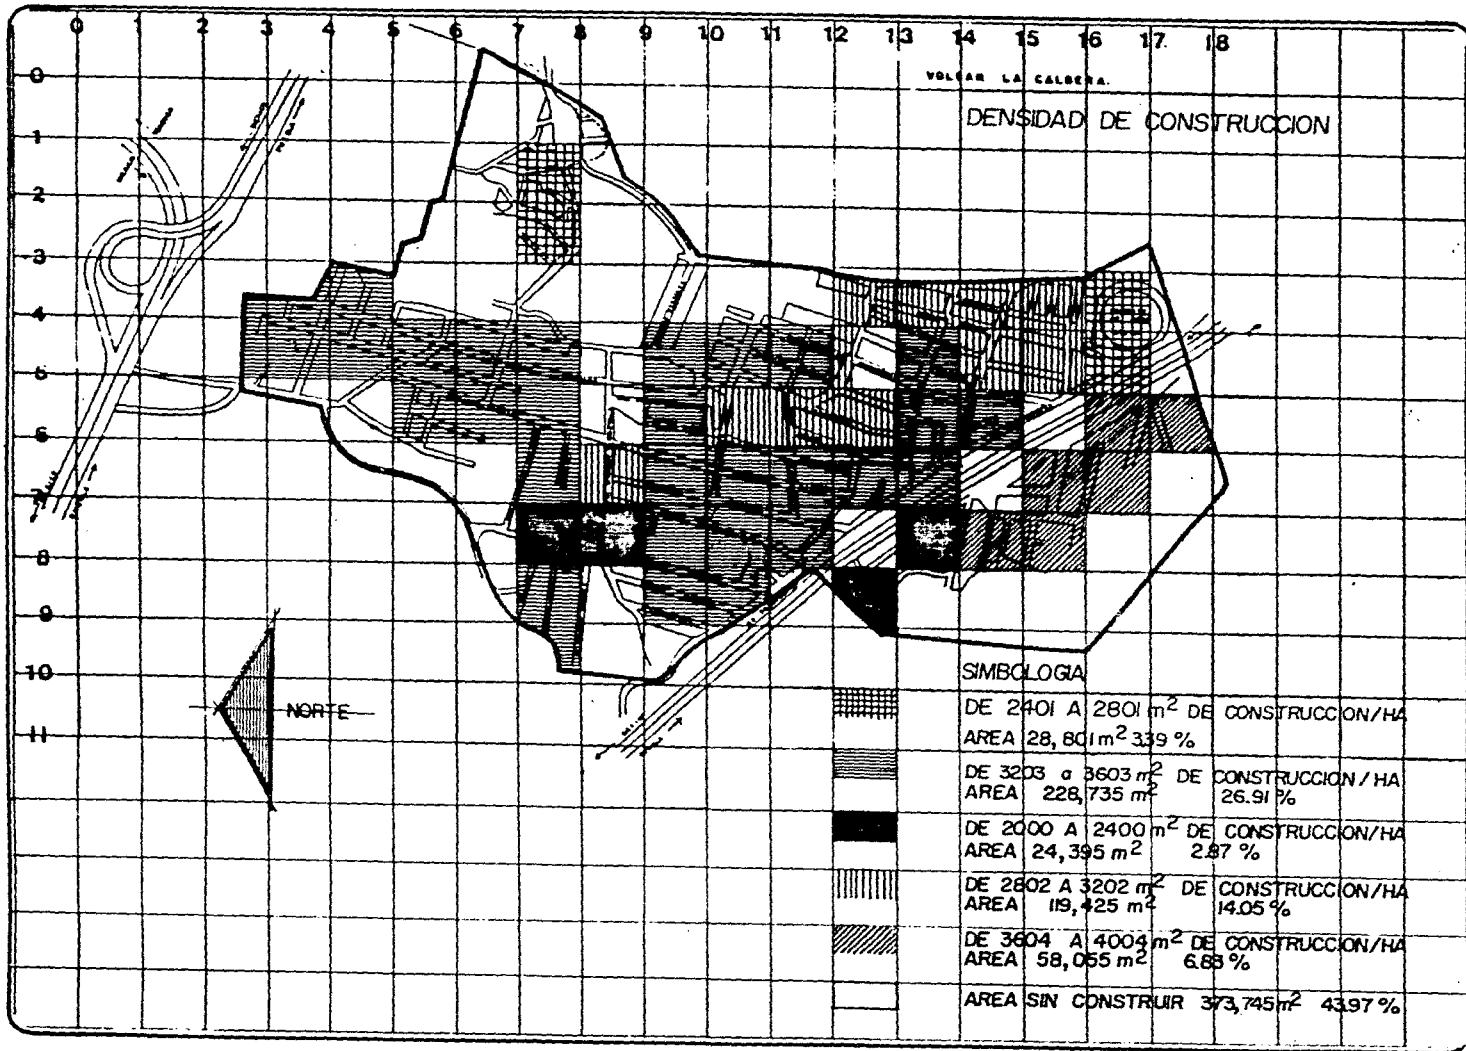 0 1 2 3 4 5 6 7 8 9 10 11 12 13 14 15 16 17 18
VOLCAN LA CALDERA.
DENSIDAD DE CONSTRUCCION
0
1
2
3
4
5
6
7
8
9
10
11
NORTE
SIMBOLOGIA
DE 2401 A 2801 m² DE CONSTRUCCION/HA
AREA 28,801 m² 3.39 %
DE 3203 a 3603 m² DE CONSTRUCCION/HA
AREA 228,735 m² 26.91 %
DE 2000 A 2400 m² DE CONSTRUCCION/HA
AREA 24,395 m² 2.87 %
DE 2802 A 3202 m² DE CONSTRUCCION/HA
AREA 119,425 m² 14.05 %
DE 3604 A 4004 m² DE CONSTRUCCION/HA
AREA 58,055 m² 6.83 %
AREA SIN CONSTRUIR 373,745 m² 43.97 %